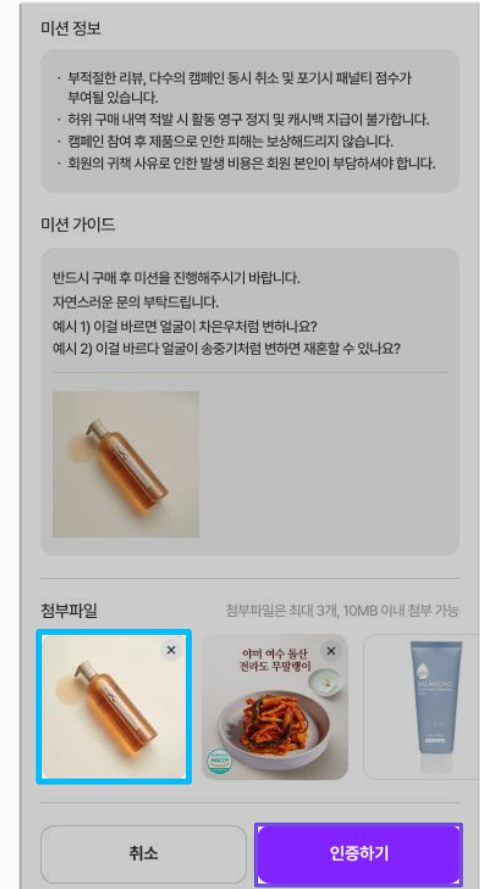 미션 정보
· 부적절한 리뷰, 다수의 캠페인 동시 취소 및 포기시 패널티 점수가
부여될 있습니다.
· 허위 구매 내역 적발 시 활동 영구 정지 및 캐시백 지급이 불가합니다.
· 캠페인 참여 후 제품으로 인한 피해는 보상해드리지 않습니다.
· 회원의 귀책 사유로 인한 발생 비용은 회원 본인이 부담하셔야 합니다.
미션 가이드
반드시 구매 후 미션을 진행해주시기 바랍니다.
자연스러운 문의 부탁드립니다.
예시 1) 이걸 바르면 얼굴이 차은우처럼 변하나요?
예시 2) 이걸 바르다 얼굴이 송중기처럼 변하면 재혼할 수 있나요?
첨부파일
첨부파일은 최대 3개, 10MB 이내 첨부 가능
야미 여수 돌산
전라도 무말랭이
HACCP
BALANCING
취소
인증하기